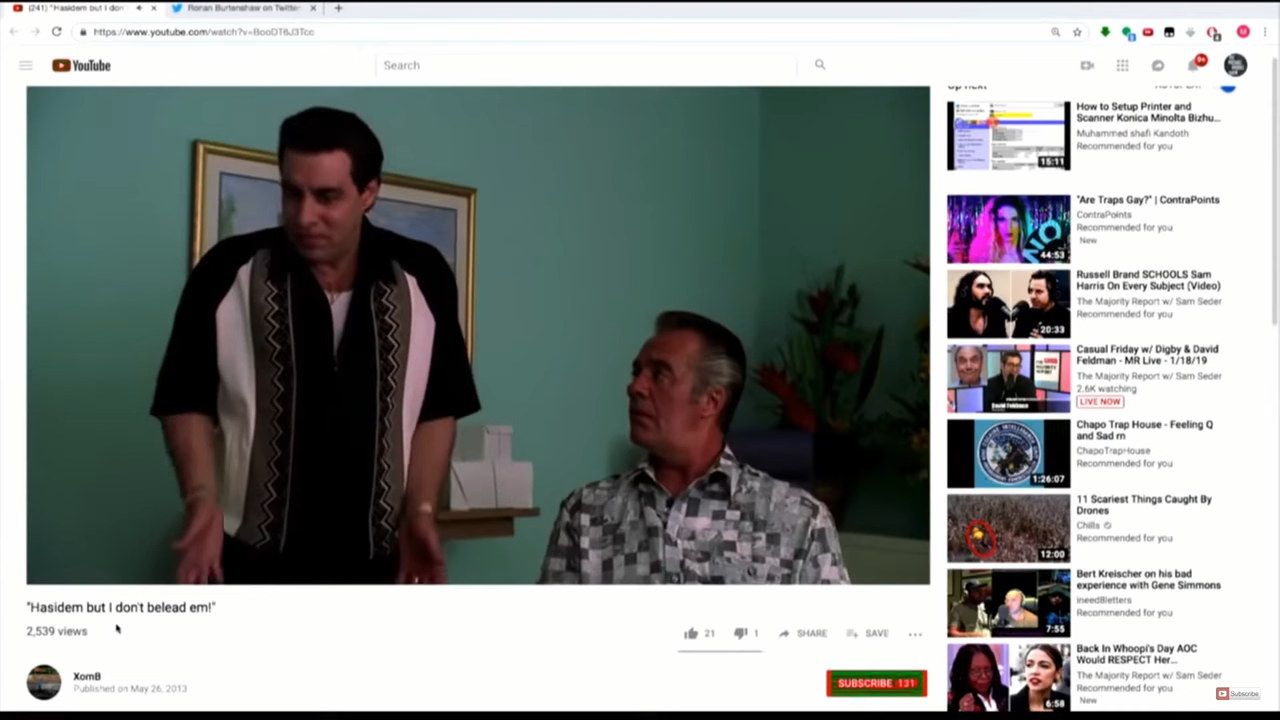 (241) "Hasidem but I don'
Ronan Burtenshaw on Twitter
https://www.youtube.com/watch?v=BooDT6J3Tcc
YouTube
Search
9+
Up next
How to Setup Printer and
Scanner Konica Minolta Bizhu...
Muhammed shafi Kandoth
Recommended for you
15:11
"Are Traps Gay?" | ContraPoints
ContraPoints
Recommended for you
New
44:53
Russell Brand SCHOOLS Sam
Harris On Every Subject (Video)
The Majority Report w/ Sam Seder
Recommended for you
20:33
Casual Friday w/ Digby & David
Feldman - MR Live - 1/18/19
The Majority Report w/ Sam Seder
2.6K watching
LIVE NOW
David Feldman
Chapo Trap House - Feeling Q
and Sad rn
ChapoTrapHouse
Recommended for you
1:26:07
11 Scariest Things Caught By
Drones
Chills
Recommended for you
12:00
Bert Kreischer on his bad
experience with Gene Simmons
ineedBletters
Recommended for you
7:55
Back In Whoopi's Day AOC
Would RESPECT Her...
The Majority Report w/ Sam Seder
Recommended for you
New
6:58
"Hasidem but I don't belead em!"
2,539 views
21
1
SHARE
SAVE
XomB
Published on May 26, 2013
SUBSCRIBE 131
Subscribe